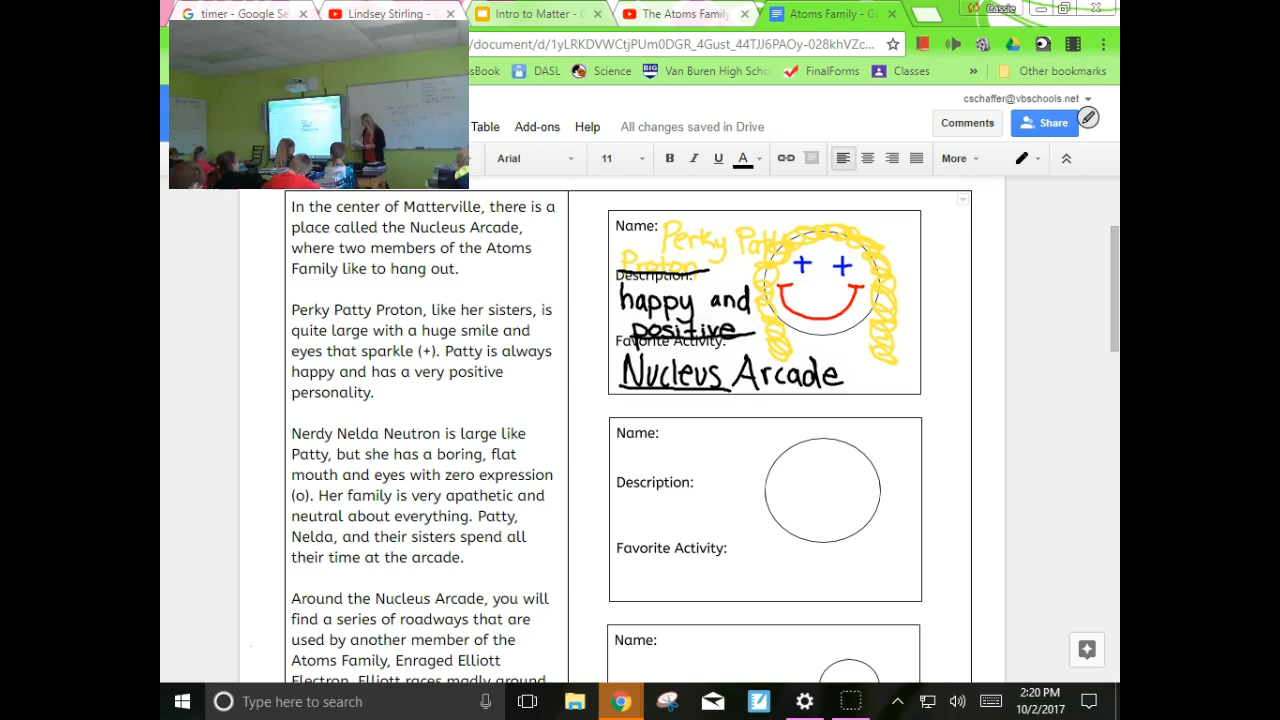 timer - Google Se
Lindsey Stirling -
Intro to Matter - G
The Atoms Family
Atoms Family - Go
Cassie
/document/d/1yLRKDVWCtjPUm0DGR_4Gust_44TJJ6PAOy-028khVZc...
sBook
DASL
Science
BIG
Van Buren High Scho
FinalForms
Classes
»
Other bookmarks
cschaffer@vbschools.net
Table
Add-ons
Help
All changes saved in Drive
Comments
Share
Arial
11
B
I
U
A
More
In the center of Matterville, there is a
place called the Nucleus Arcade,
where two members of the Atoms
Family like to hang out.
Perky Patty Proton, like her sisters, is
quite large with a huge smile and
eyes that sparkle (+). Patty is always
happy and has a very positive
personality.
Nerdy Nelda Neutron is large like
Patty, but she has a boring, flat
mouth and eyes with zero expression
(o). Her family is very apathetic and
neutral about everything. Patty,
Nelda, and their sisters spend all
their time at the arcade.
Around the Nucleus Arcade, you will
find a series of roadways that are
used by another member of the
Atoms Family, Enraged Elliott
Electron. Elliott races madly around
Name: Perky Patty
Proton
Description:
happy and
positive
Favorite Activity:
Nucleus Arcade
+ +
Name:
Description:
Favorite Activity:
Name:
Type here to search
2:20 PM
10/2/2017